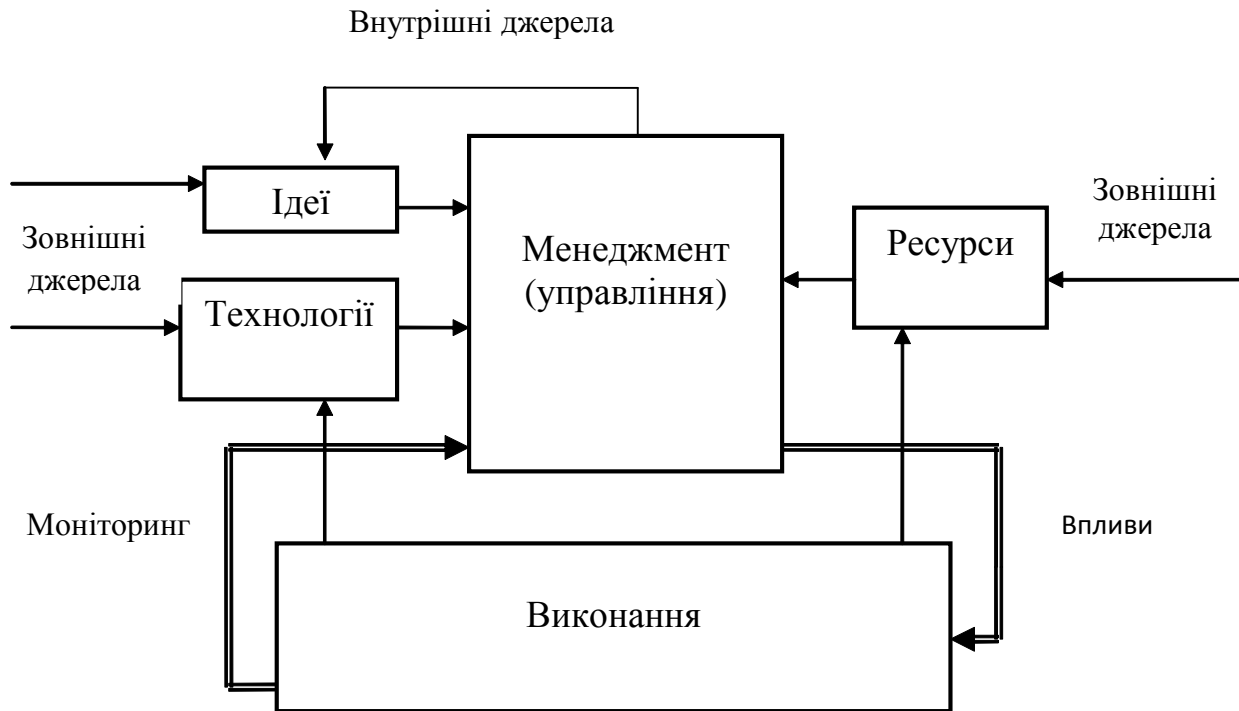 Внутрішні джерела
Ідеї
Зовнішні
джерела
Технології
Менеджмент
(управління)
Ресурси
Зовнішні
джерела
Моніторинг
Впливи
Виконання